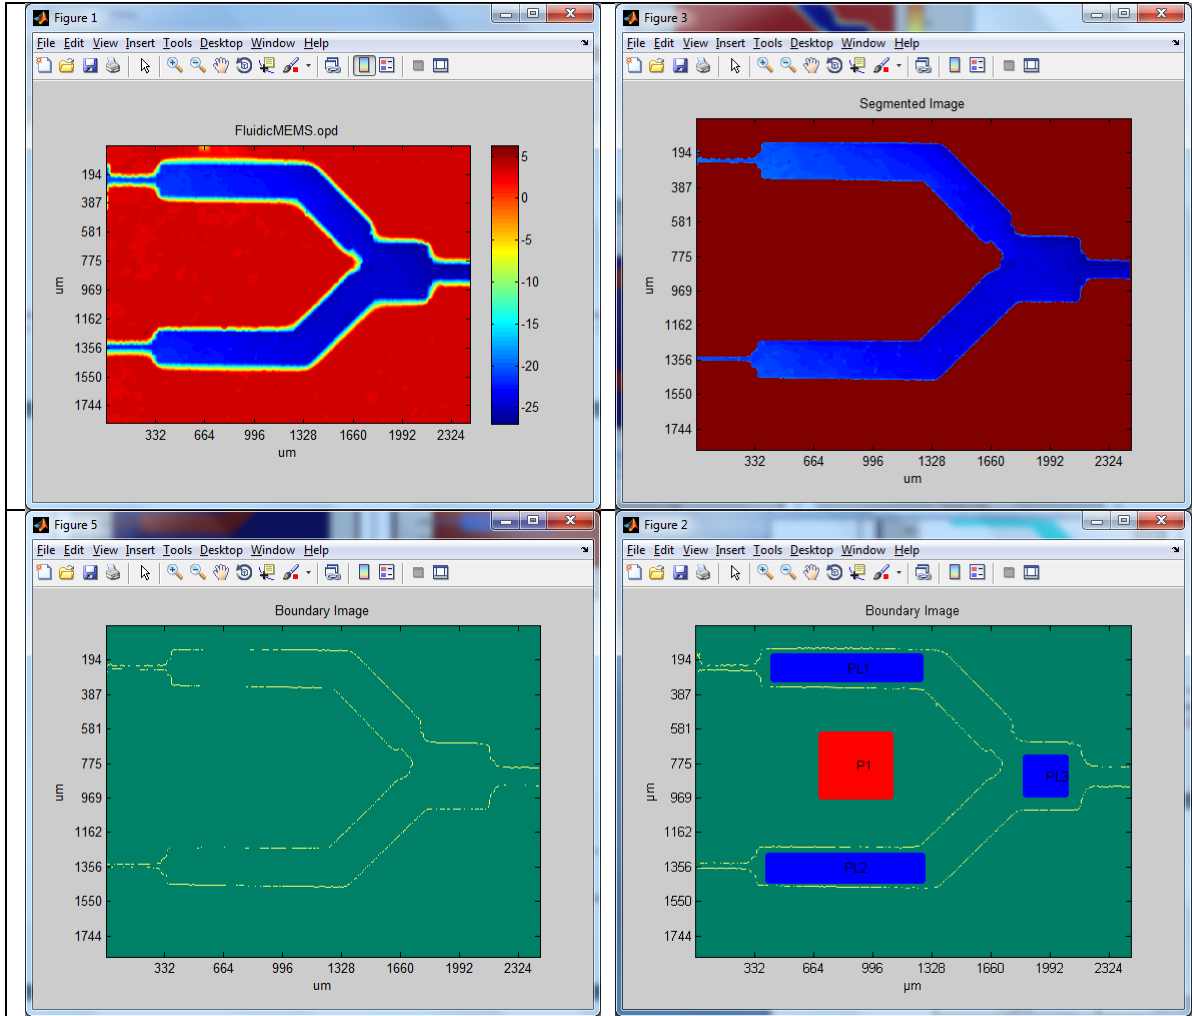 Figure 1
File Edit View Insert Tools Desktop Window Help
FluidicMEMS.opd
194
387
581
775
969
1162
1356
1550
1744
um
332 664 996 1328 1660 1992 2324
um
5
0
-5
-10
-15
-20
-25
Figure 3
File Edit View Insert Tools Desktop Window Help
Segmented Image
194
387
581
775
969
1162
1356
1550
1744
um
332 664 996 1328 1660 1992 2324
um
Figure 5
File Edit View Insert Tools Desktop Window Help
Boundary Image
194
387
581
775
969
1162
1356
1550
1744
um
332 664 996 1328 1660 1992 2324
um
Figure 2
File Edit View Insert Tools Desktop Window Help
Boundary Image
194
387
581
775
969
1162
1356
1550
1744
µm
PL1
P1
PL3
PL2
332 664 996 1328 1660 1992 2324
µm